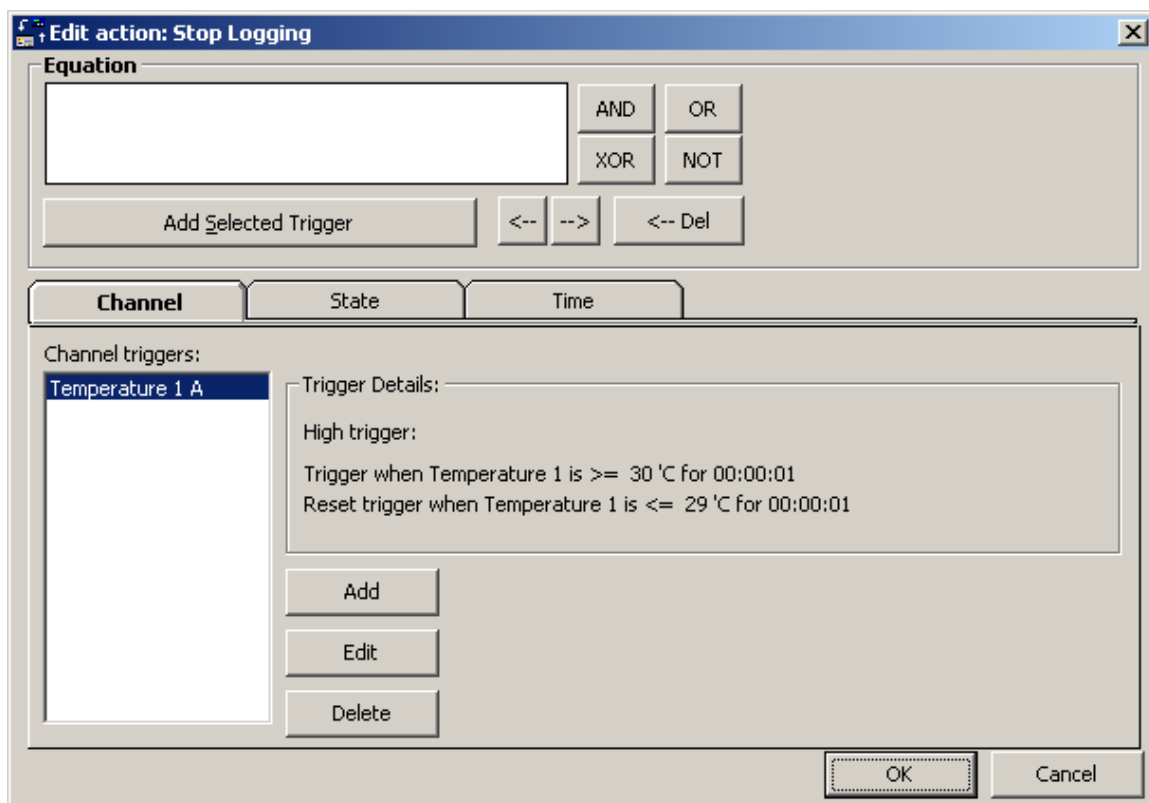 Edit action: Stop Logging
Equation
AND
OR
XOR
NOT
Add Selected Trigger
<--
-->
<-- Del
Channel
State
Time
Channel triggers:
Temperature 1 A
Trigger Details:
High trigger:
Trigger when Temperature 1 is >=  30 'C for 00:00:01
Reset trigger when Temperature 1 is <=  29 'C for 00:00:01
Add
Edit
Delete
OK
Cancel